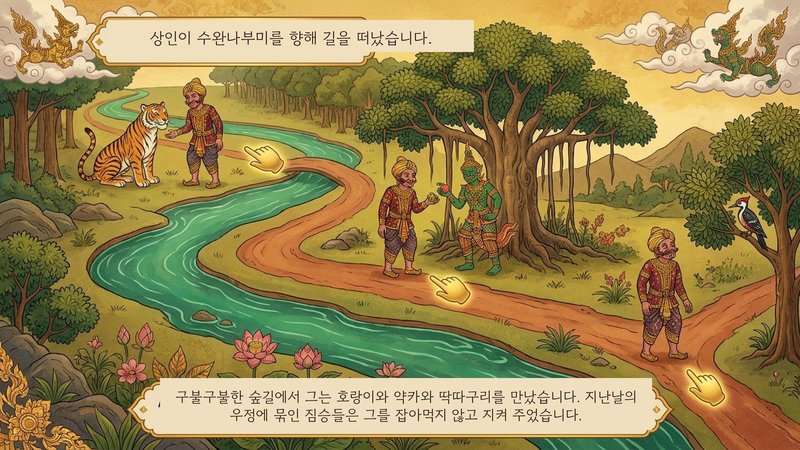 상인이 수완나부미를 향해 길을 떠났습니다.
구불구불한 숲길에서 그는 호랑이와 약카와 딱따구리를 만났습니다. 지난날의
우정에 묶인 짐승들은 그를 잡아먹지 않고 지켜 주었습니다.